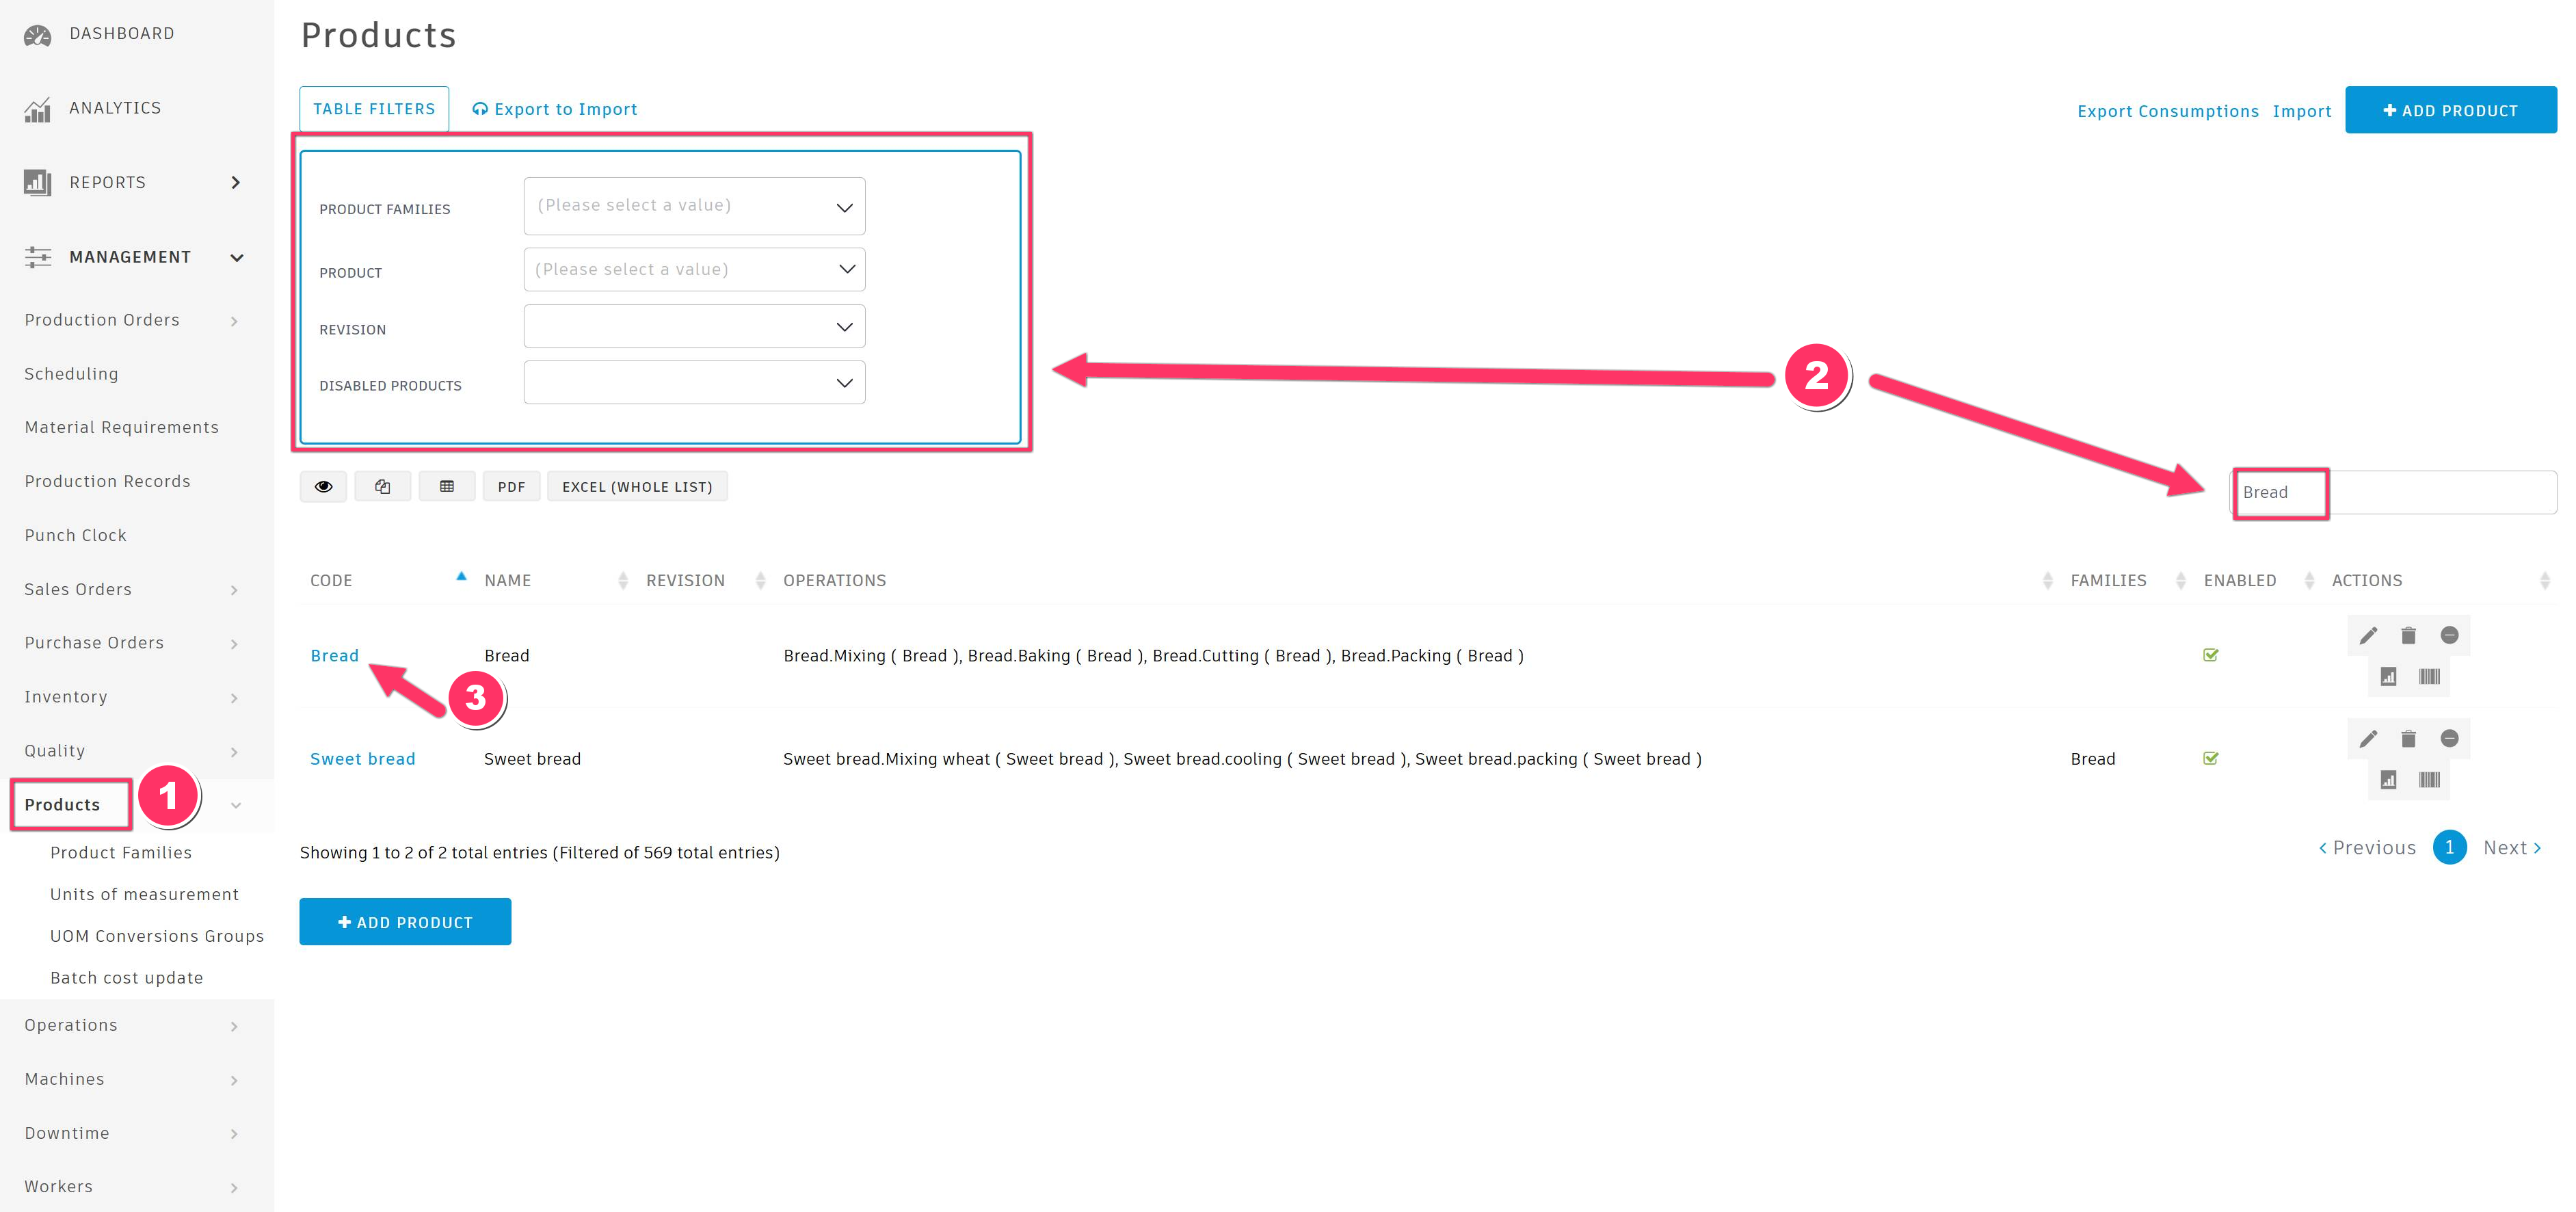 DASHBOARD
ANALYTICS
REPORTS
MANAGEMENT
Production Orders
Scheduling
Material Requirements
Production Records
Punch Clock
Sales Orders
Purchase Orders
Inventory
Quality
Products
1
Product Families
Units of measurement
UOM Conversions Groups
Batch cost update
Operations
Machines
Downtime
Workers
Products
TABLE FILTERS
Export to Import
Export Consumptions Import + ADD PRODUCT
PRODUCT FAMILIES (Please select a value)
PRODUCT (Please select a value)
REVISION
DISABLED PRODUCTS
2
PDF EXCEL (WHOLE LIST)
Bread
CODE NAME REVISION OPERATIONS FAMILIES ENABLED ACTIONS
Bread Bread Bread.Mixing ( Bread ), Bread.Baking ( Bread ), Bread.Cutting ( Bread ), Bread.Packing ( Bread )
3
Sweet bread Sweet bread Sweet bread.Mixing wheat ( Sweet bread ), Sweet bread.cooling ( Sweet bread ), Sweet bread.packing ( Sweet bread ) Bread
Showing 1 to 2 of 2 total entries (Filtered of 569 total entries)
‹ Previous 1 Next ›
+ ADD PRODUCT